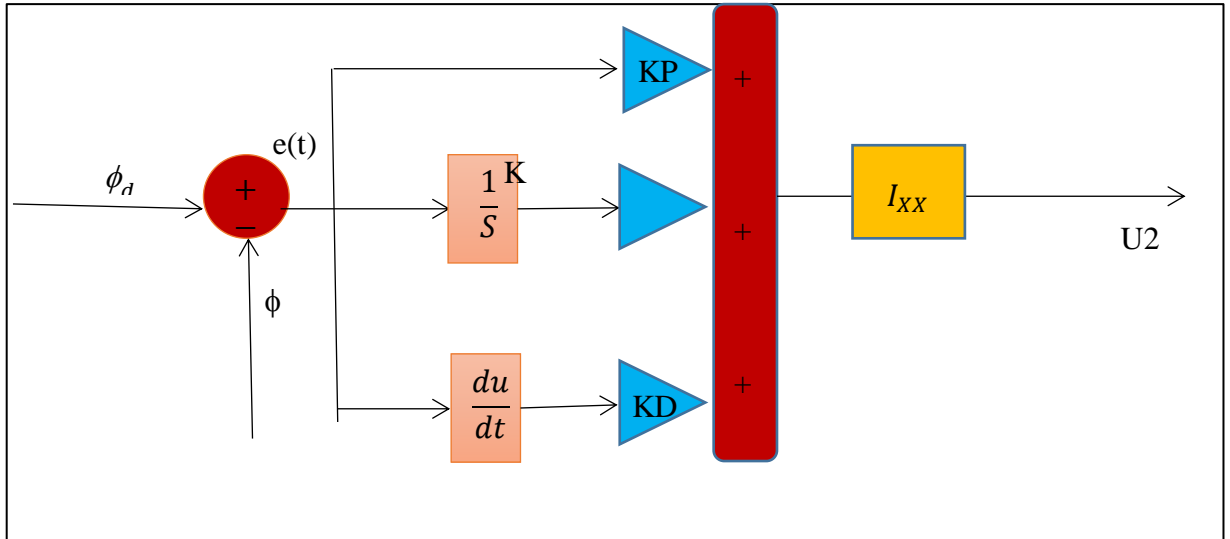 KP
+
e(t)
K
1
S
ϕd
+
−
I_XX
+
U2
ϕ
du
dt
KD
+